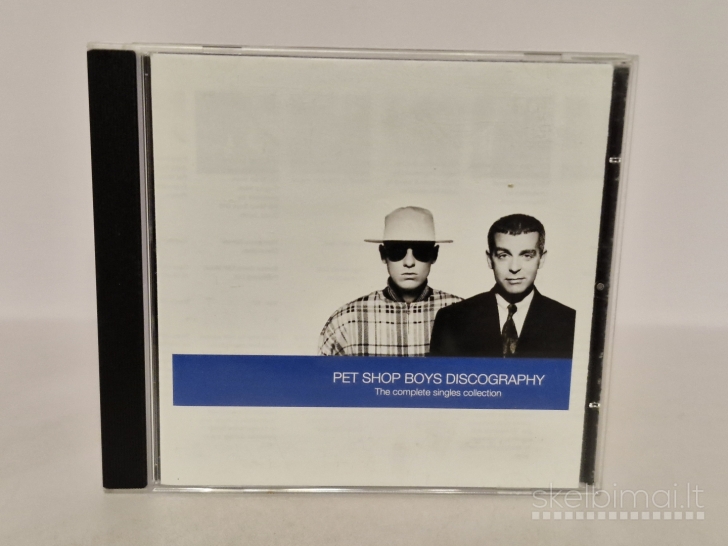 PET SHOP BOYS DISCOGRAPHY
The complete singles collection
skelbimai.lt